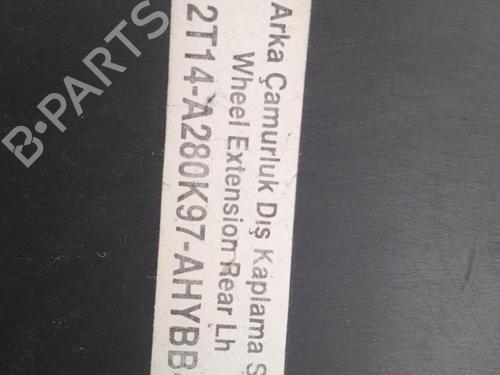 Arka Çamurluk Dış Kaplama S
Wheel Extension Rear Lh
2T14-A280K97-AHYBB
B-PARTS